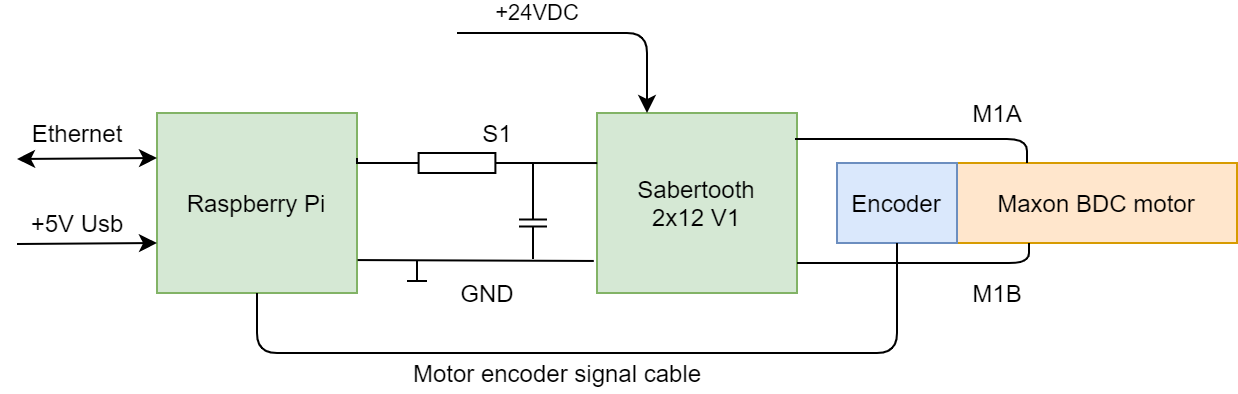 +24VDC
Ethernet
S1
M1A
Raspberry Pi
Sabertooth
2x12 V1
Encoder
Maxon BDC motor
+5V Usb
GND
M1B
Motor encoder signal cable